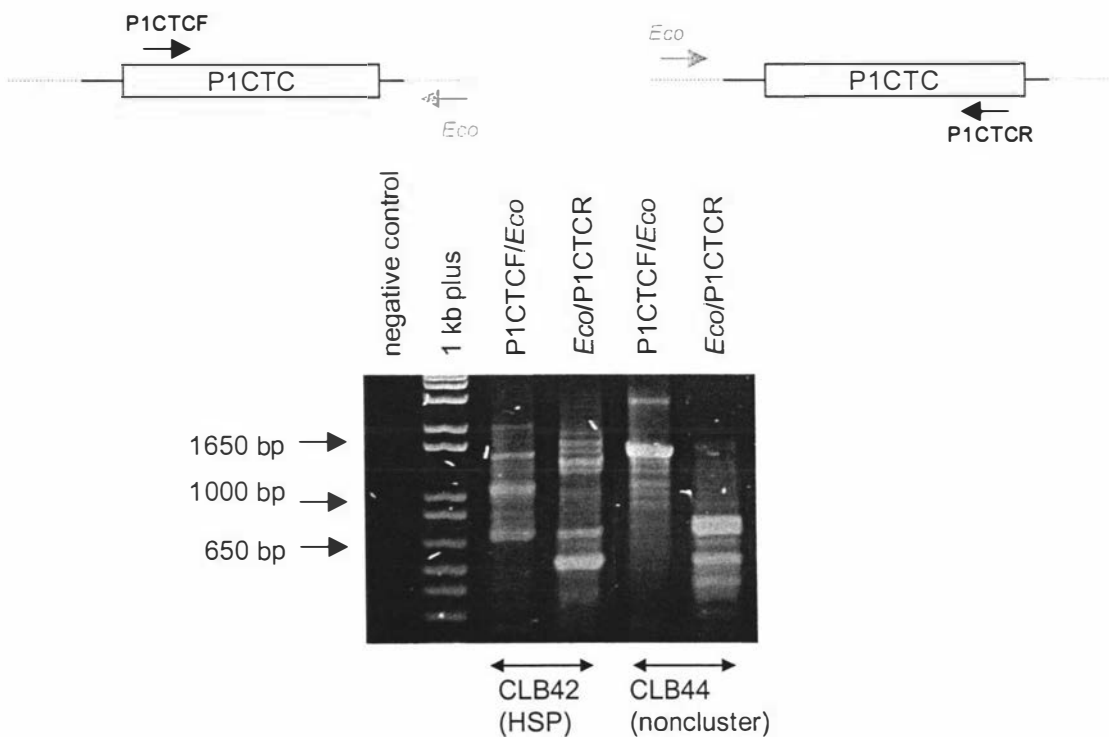 P1CTCF
P1CTC
Eco
Eco
P1CTC
P1CTCR
negative control
1 kb plus
P1CTCF/Eco
Eco/P1CTCR
P1CTCF/Eco
Eco/P1CTCR
1650 bp
1000 bp
650 bp
CLB42
(HSP)
CLB44
(noncluster)